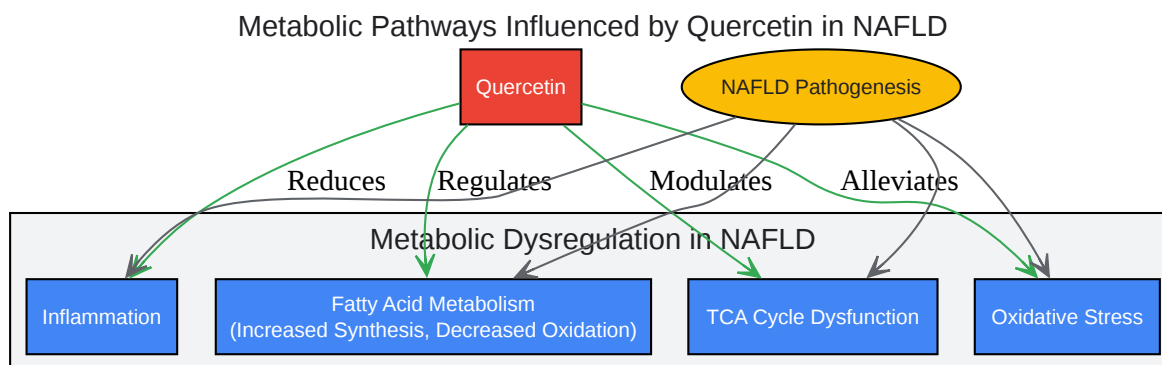 Metabolic Pathways Influenced by Quercetin in NAFLD
Quercetin
NAFLD Pathogenesis
Reduces
Regulates
Modulates
Alleviates
Metabolic Dysregulation in NAFLD
Inflammation
Fatty Acid Metabolism
(Increased Synthesis, Decreased Oxidation)
TCA Cycle Dysfunction
Oxidative Stress